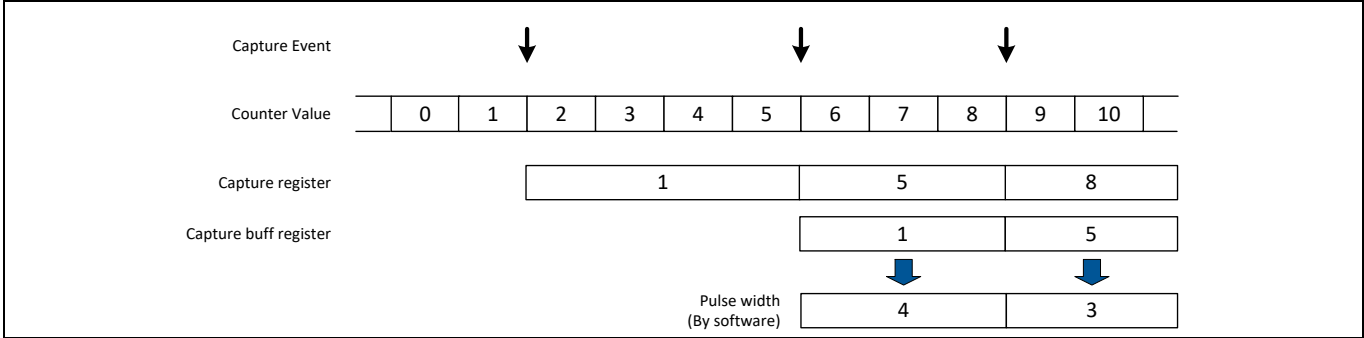 Capture Event
Counter Value 0 1 2 3 4 5 6 7 8 9 10
Capture register 1 5 8
Capture buff register 1 5
Pulse width
(By software) 4 3